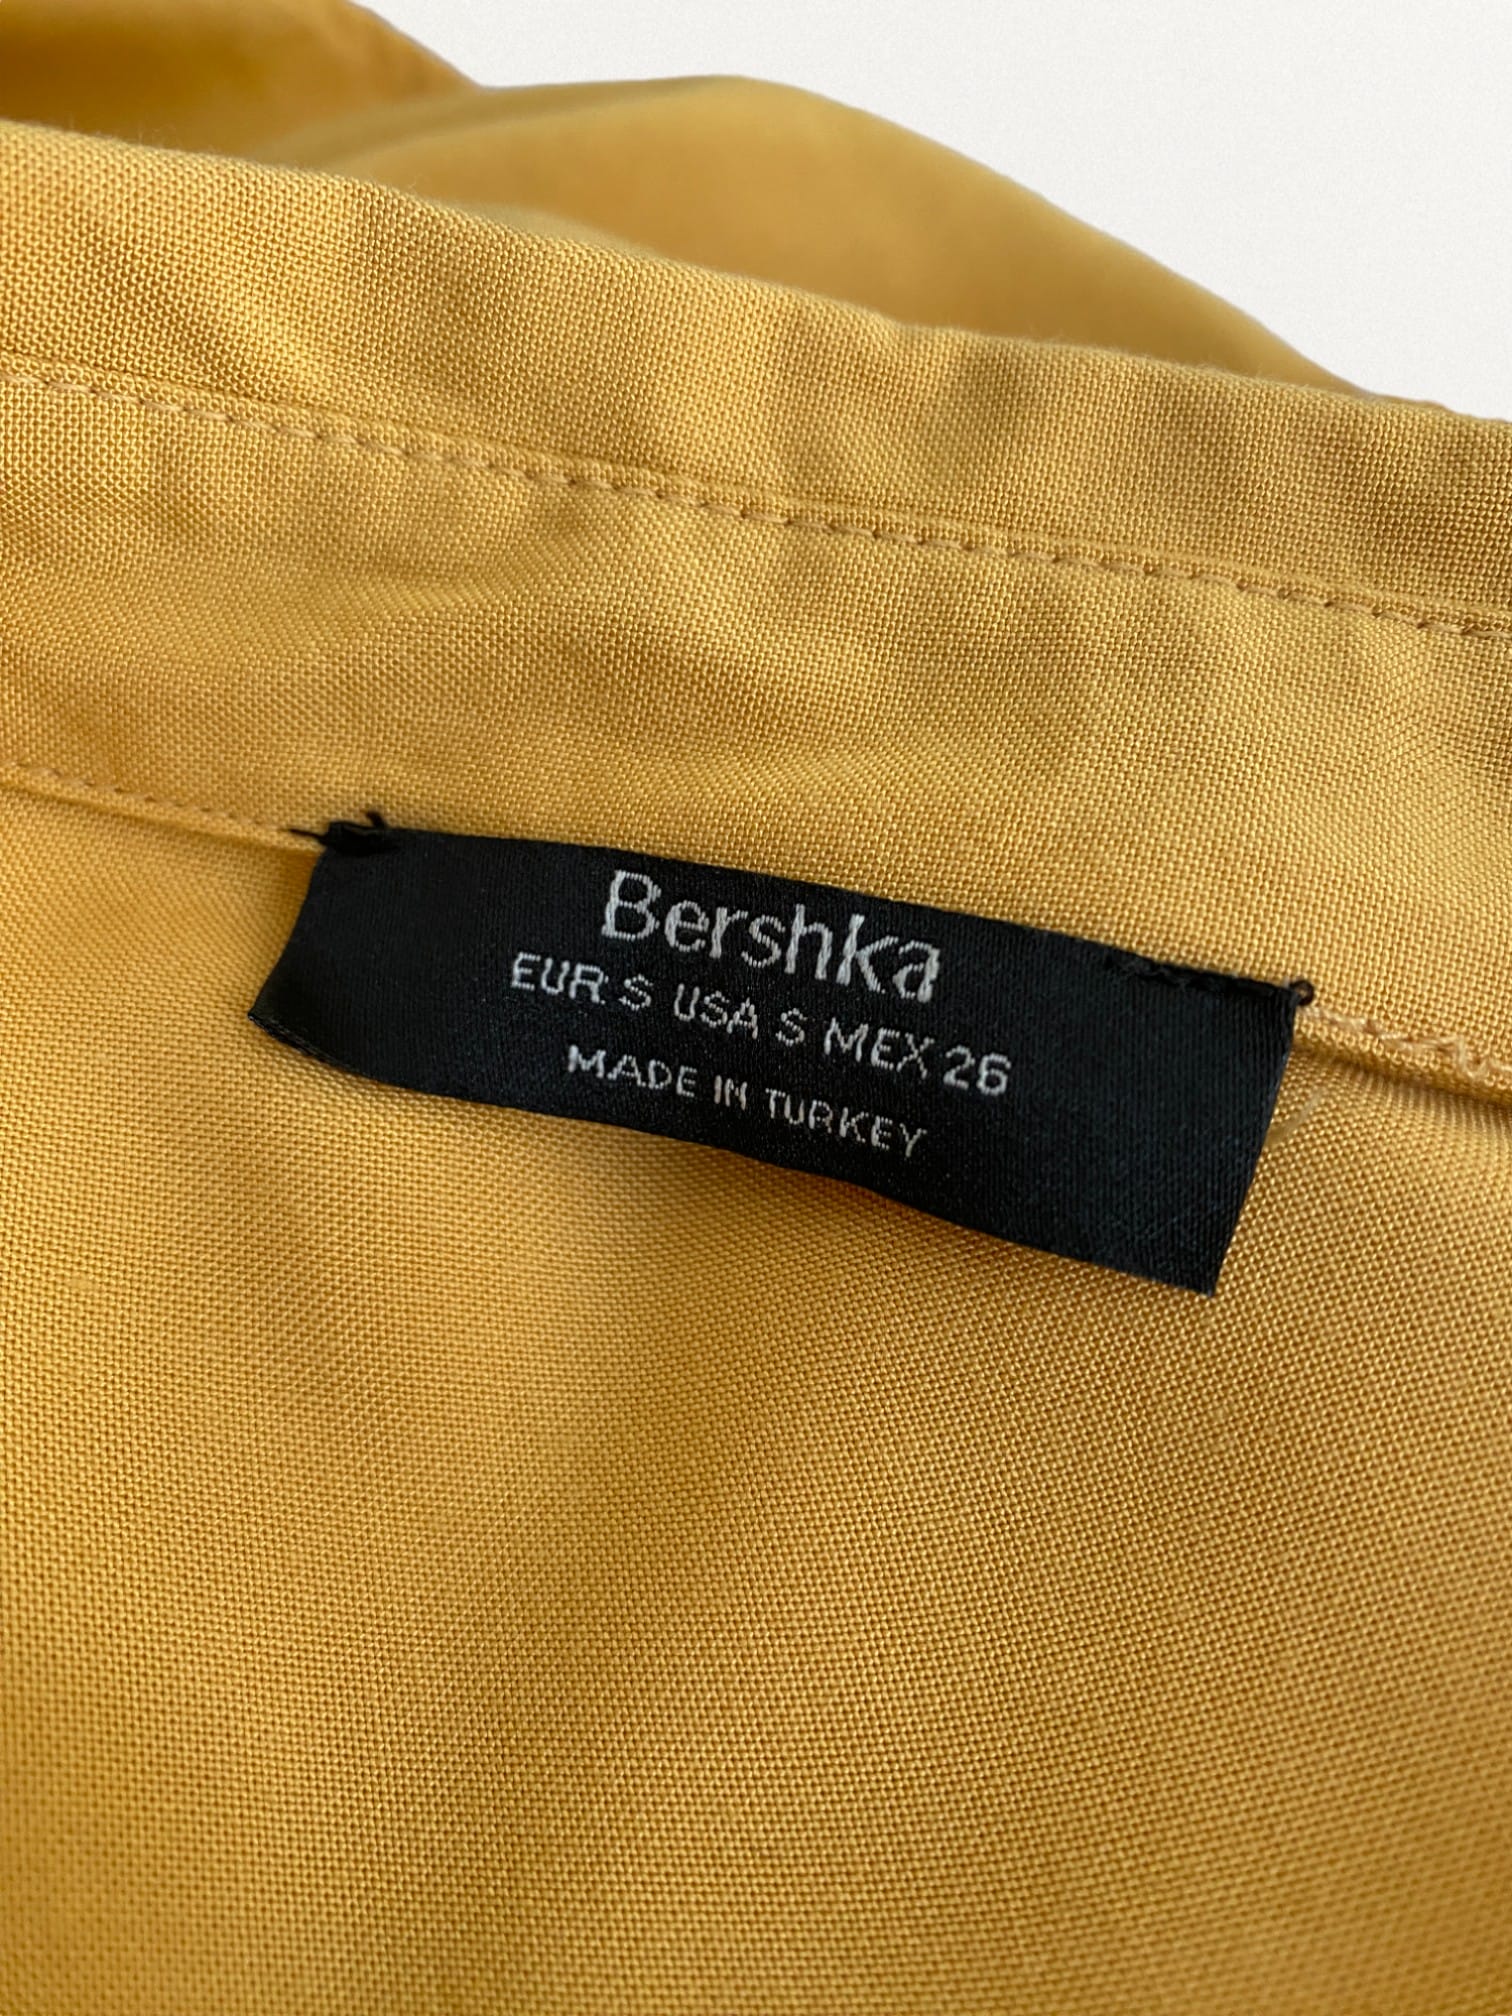 Bershka
EUR S USA S MEX 26
MADE IN TURKEY